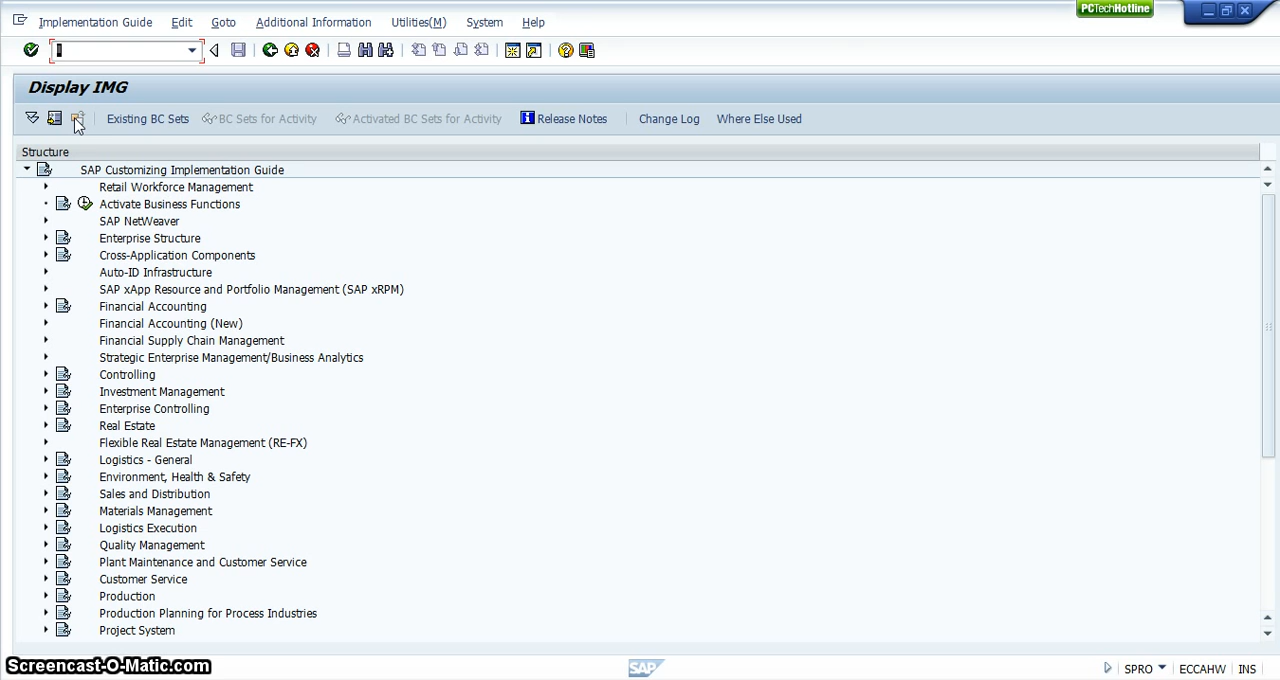 PCTechHotline
Implementation Guide Edit Goto Additional Information Utilities(M) System Help
Display IMG
Existing BC Sets BC Sets for Activity Activated BC Sets for Activity Release Notes Change Log Where Else Used
Structure
SAP Customizing Implementation Guide
Retail Workforce Management
Activate Business Functions
SAP NetWeaver
Enterprise Structure
Cross-Application Components
Auto-ID Infrastructure
SAP xApp Resource and Portfolio Management (SAP xRPM)
Financial Accounting
Financial Accounting (New)
Financial Supply Chain Management
Strategic Enterprise Management/Business Analytics
Controlling
Investment Management
Enterprise Controlling
Real Estate
Flexible Real Estate Management (RE-FX)
Logistics - General
Environment, Health & Safety
Sales and Distribution
Materials Management
Logistics Execution
Quality Management
Plant Maintenance and Customer Service
Customer Service
Production
Production Planning for Process Industries
Project System
Screencast-O-Matic.com SAP SPRO ECCAHW INS